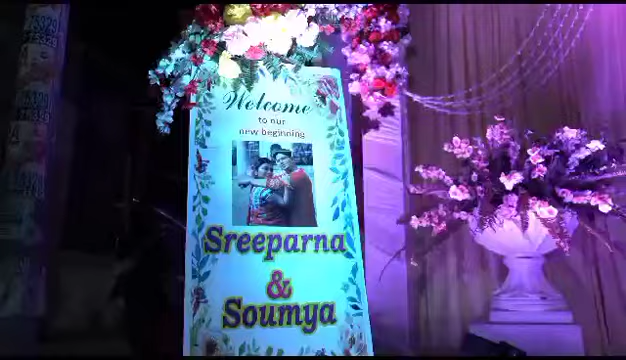 Welcome
to our
new beginning
Sreeparna
&
Soumya